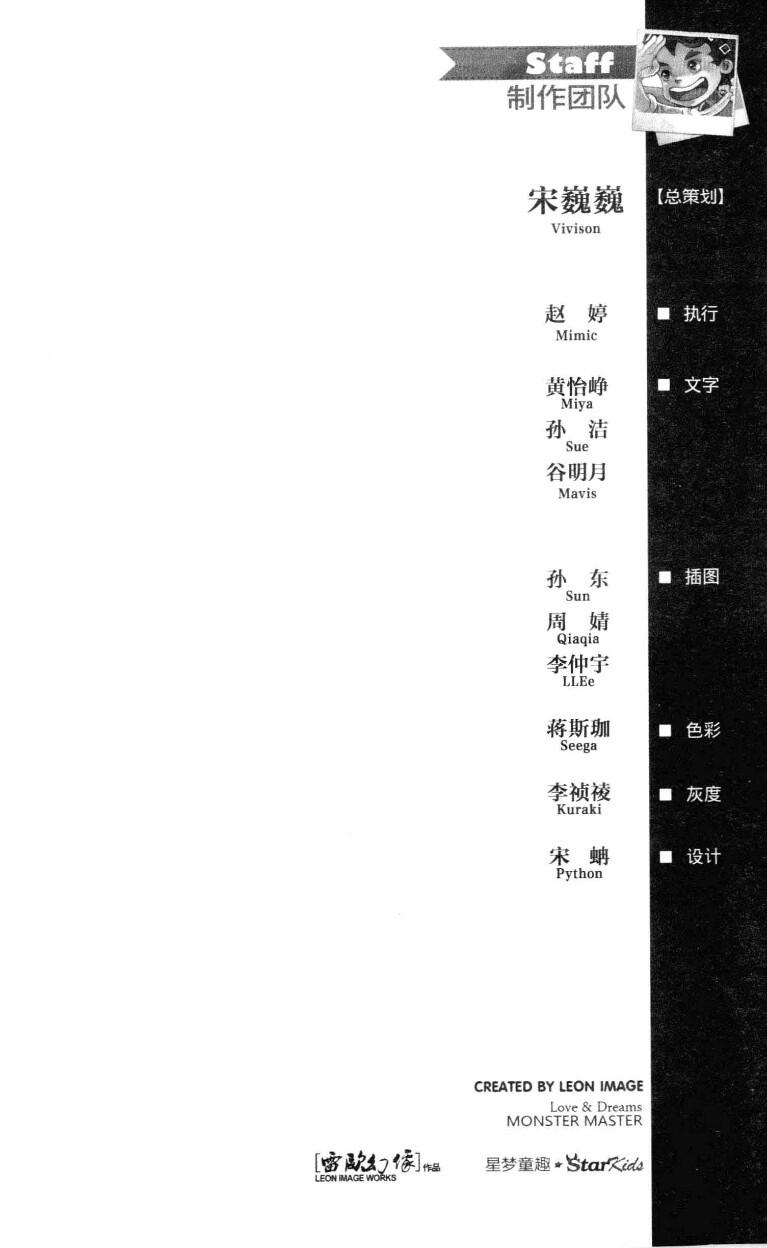 Staff
制作团队
宋巍巍 【总策划】
Vivison
赵 婷 ■ 执行
Mimic
黄怡峥 ■ 文字
Miya
孙 洁
Sue
谷明月
Mavis
孙 东 ■ 插图
Sun
周 婧
Qiaqia
李仲宇
LLEe
蒋斯珈 ■ 色彩
Seega
李祯祾 ■ 灰度
Kuraki
宋 蚺 ■ 设计
Python
CREATED BY LEON IMAGE
Love & Dreams
MONSTER MASTER
[雷欧幻像]作品
LEON IMAGE WORKS
星梦童趣★StarKids